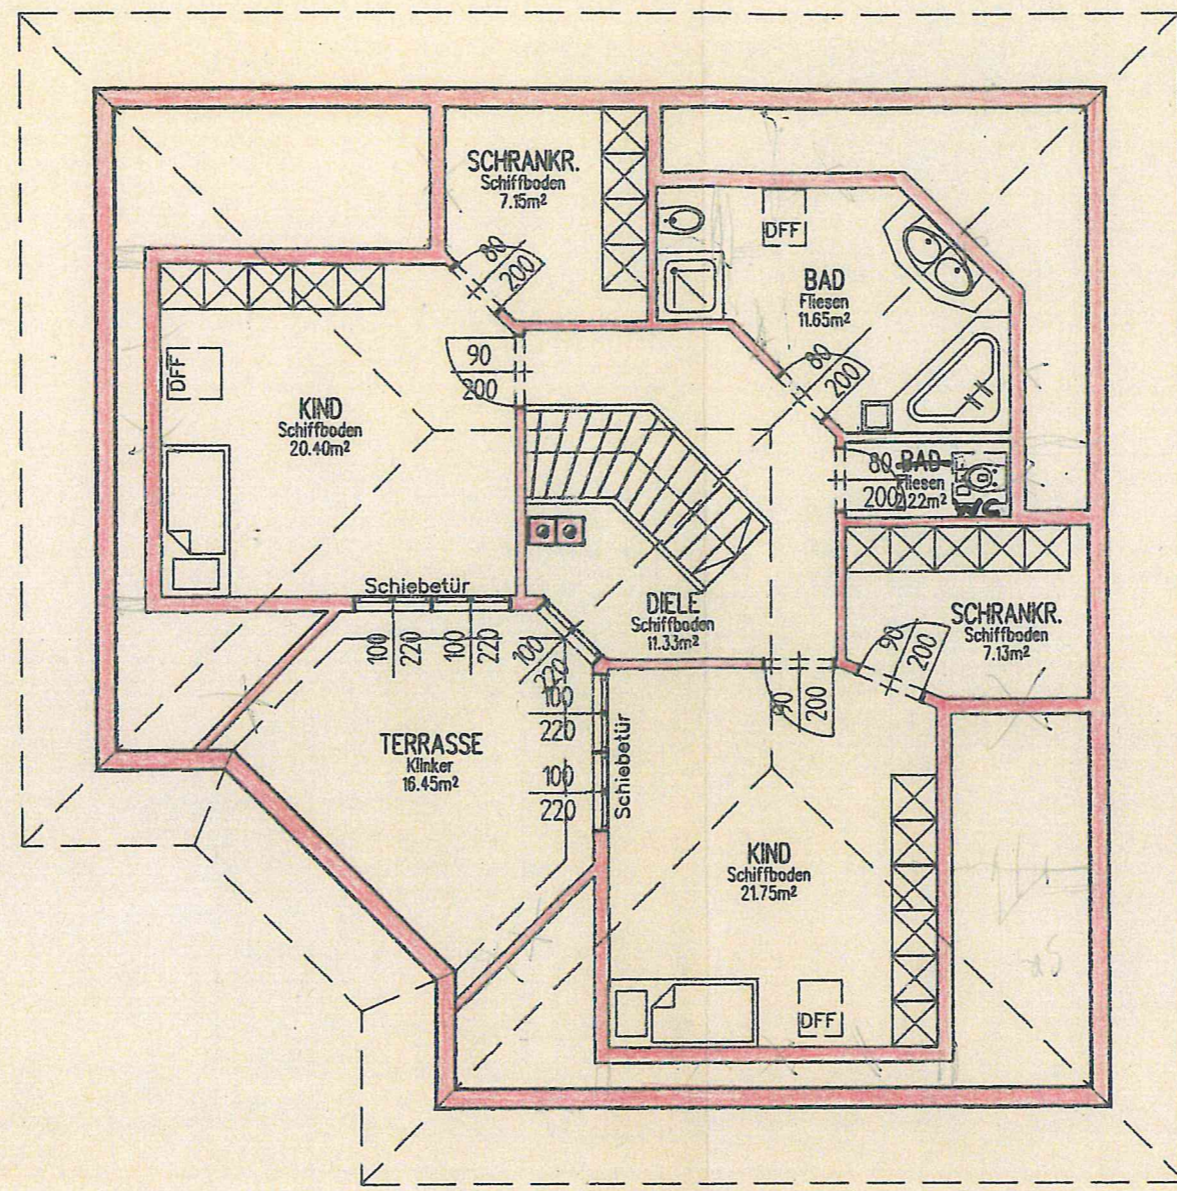 SCHRANKR.
Schiffboden
7.15m²
80
200
DFF
BAD
Fliesen
11.65m²
80
200
90
200
DFF
KIND
Schiffboden
20.40m²
80
BAD
Fliesen
200
2.22m²
WC
Schiebetür
100
220
100
220
100
220
DIELE
Schiffboden
11.33m²
SCHRANKR.
Schiffboden
7.13m²
90
200
90
200
100
220
100
220
Schiebetür
TERRASSE
Klinker
16.45m²
KIND
Schiffboden
21.75m²
DFF